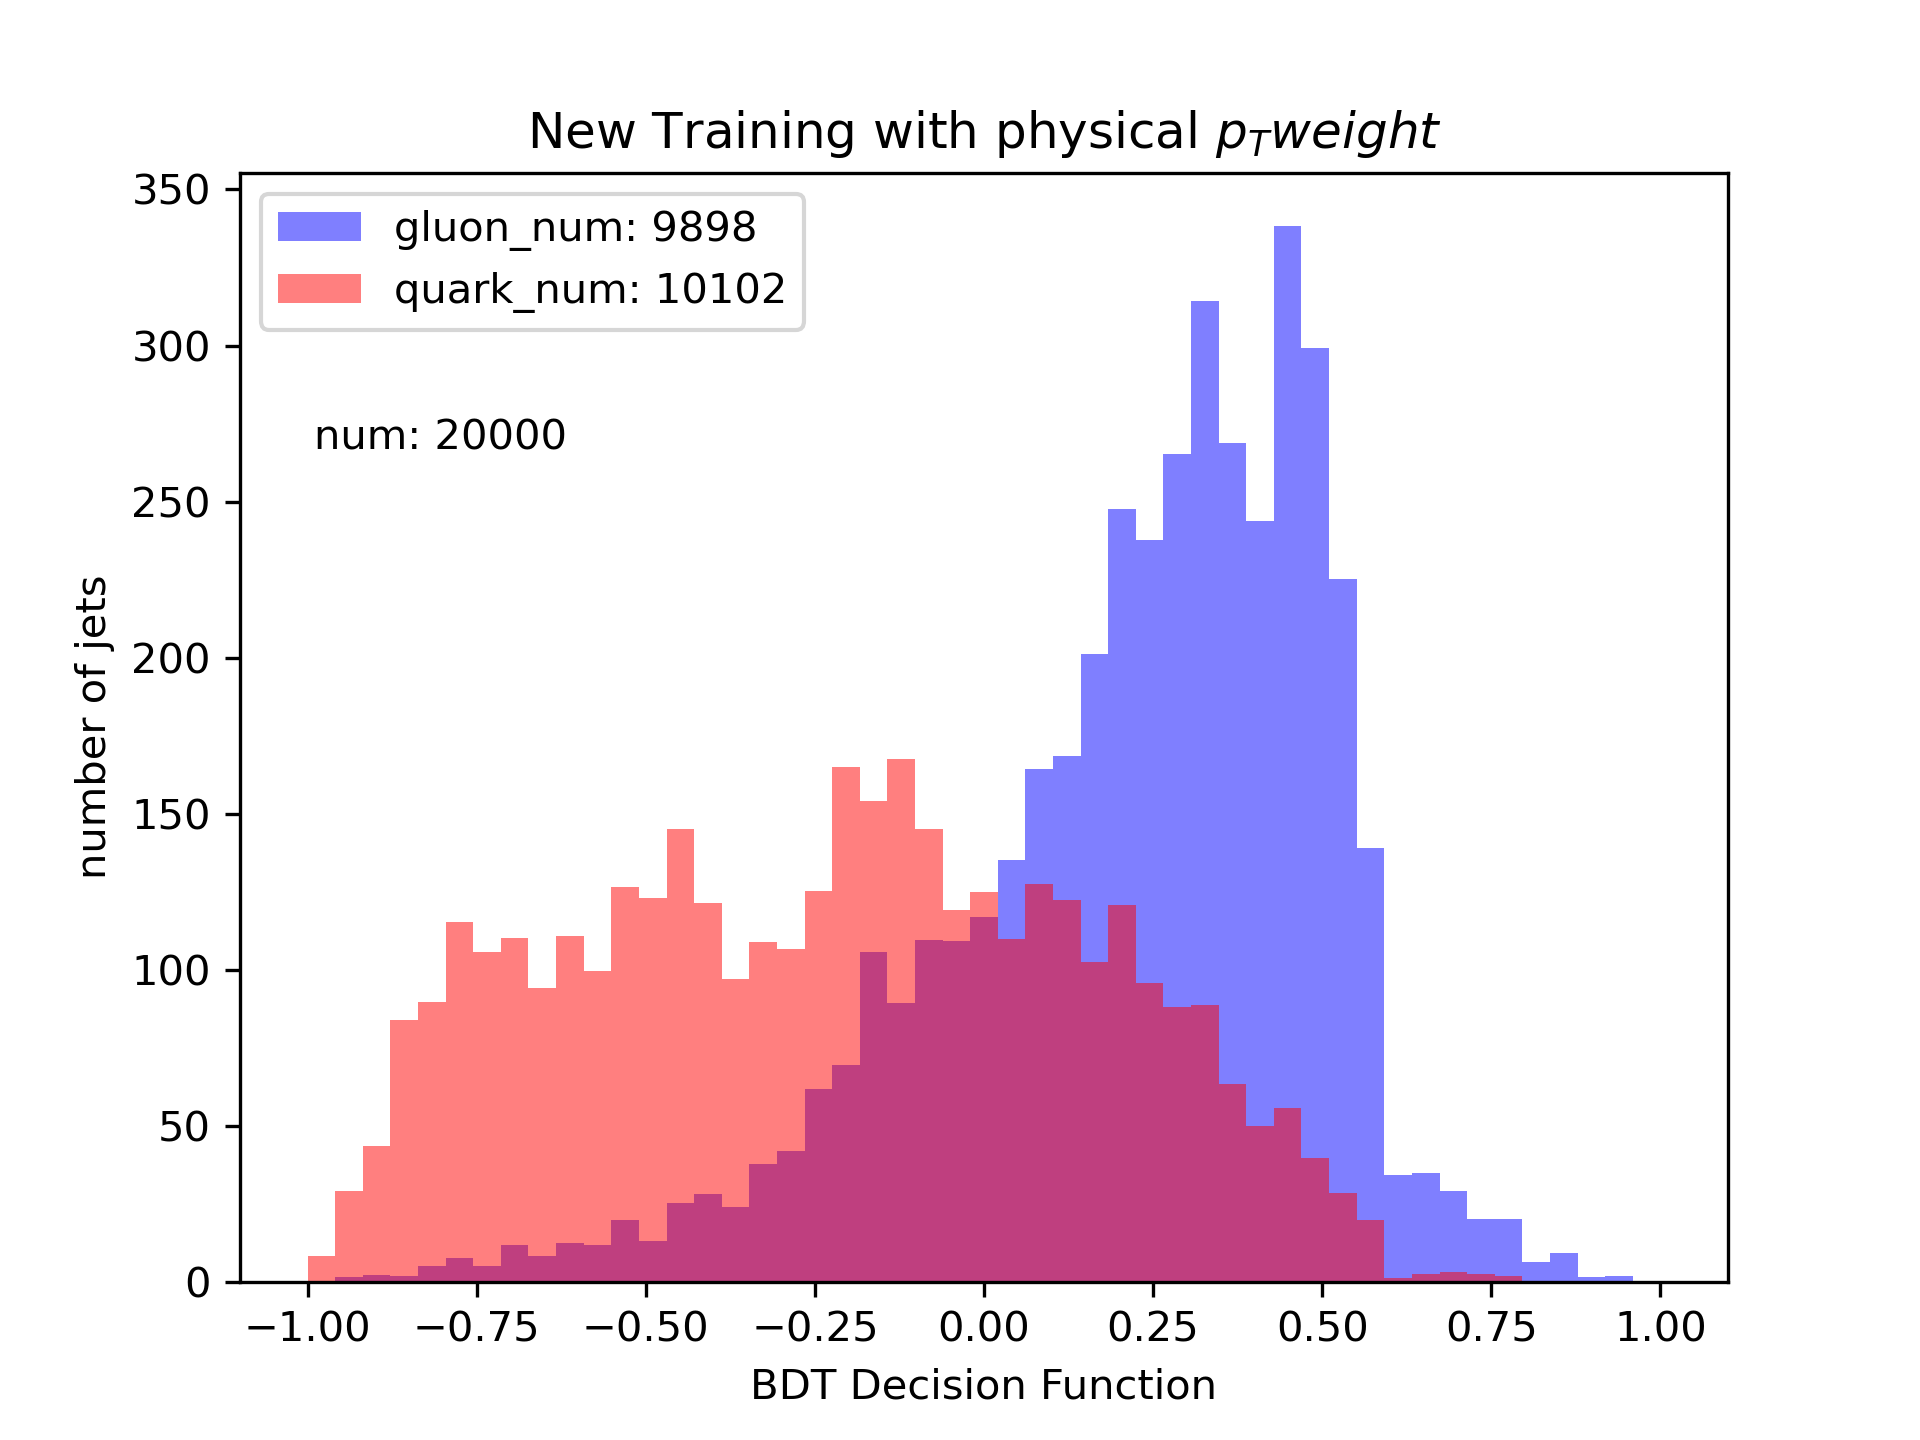 New Training with physical p_T weight
gluon_num: 9898
quark_num: 10102
num: 20000
number of jets
350
300
250
200
150
100
50
0
−1.00 −0.75 −0.50 −0.25 0.00 0.25 0.50 0.75 1.00
BDT Decision Function